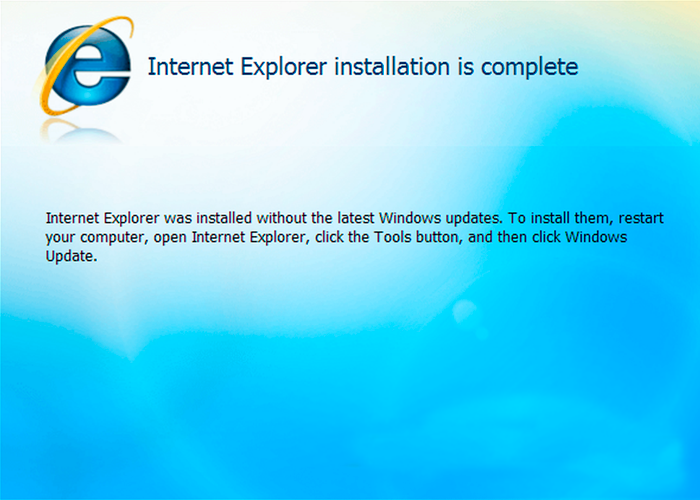 Internet Explorer installation is complete
Internet Explorer was installed without the latest Windows updates. To install them, restart
your computer, open Internet Explorer, click the Tools button, and then click Windows
Update.